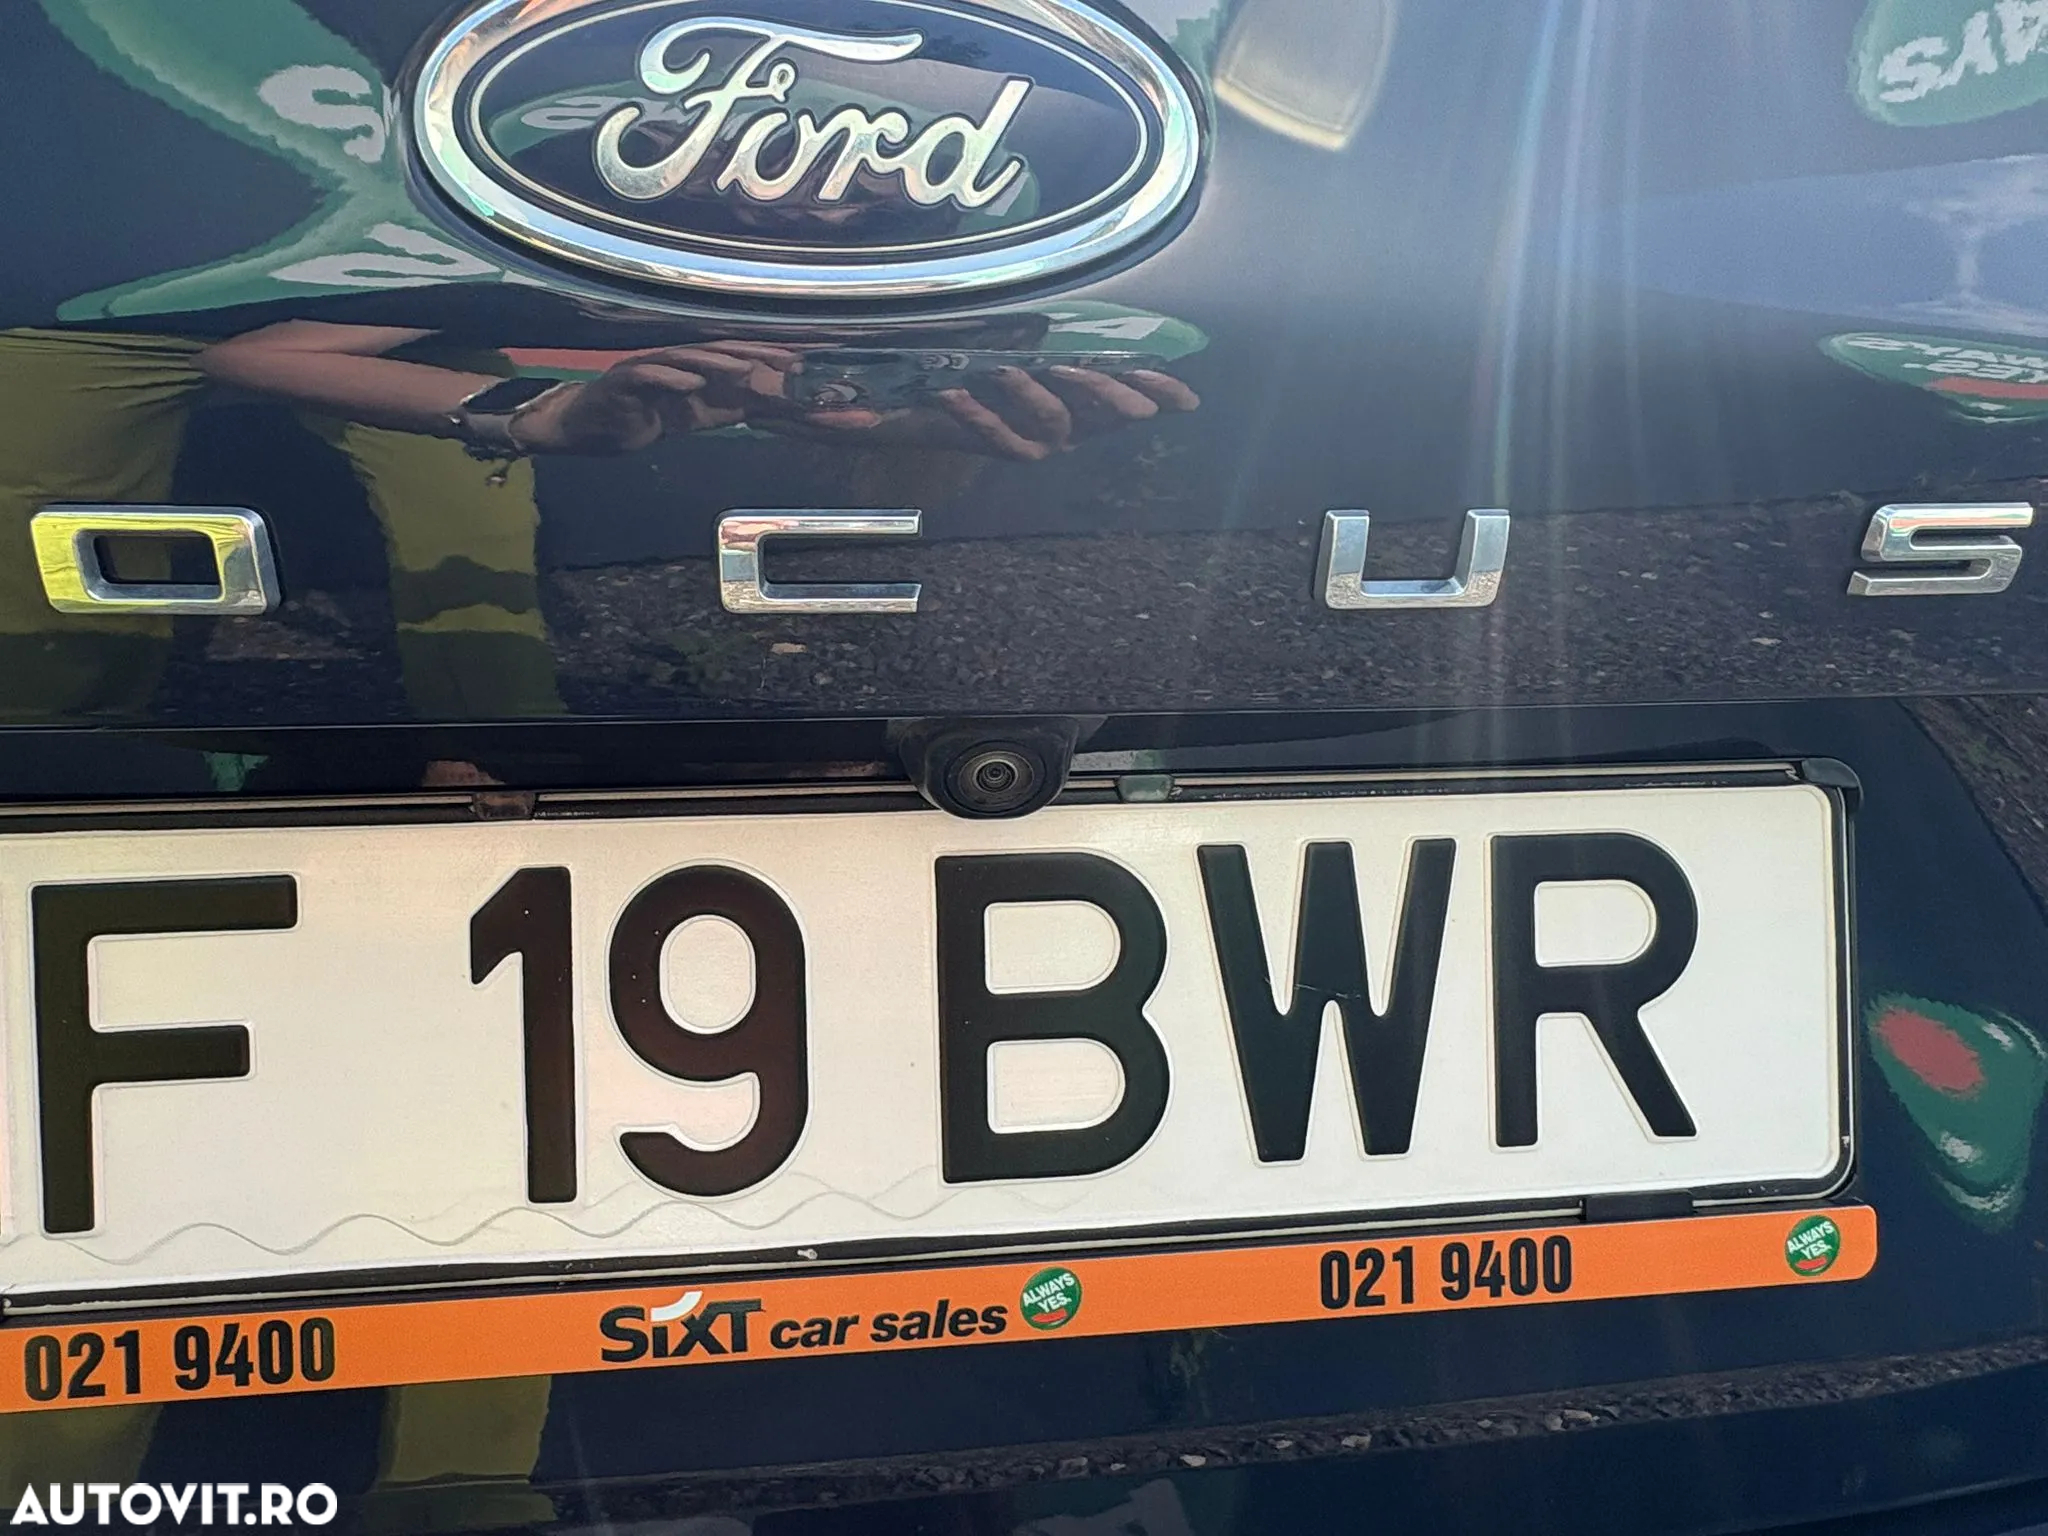 Ford
OCUS
F 19 BWR
021 9400 SiXT car sales ALWAYS YES. 021 9400 ALWAYS YES.
AUTOVIT.RO